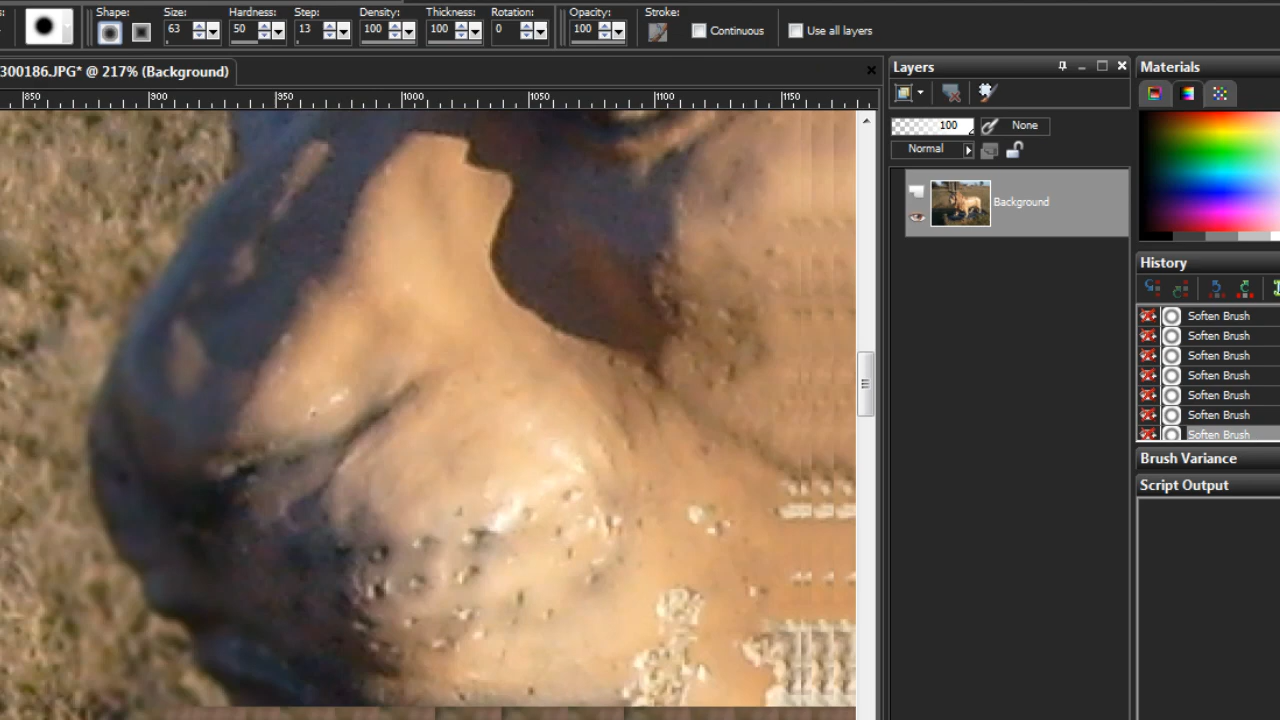 Shape:
Size:
Hardness:
Step:
Density:
Thickness:
Rotation:
Opacity:
Stroke:
63
50
13
100
100
0
100
Continuous
Use all layers
300186.JPG* @ 217% (Background)
850
900
950
1000
1050
1100
1150
Layers
100
None
Normal
Background
Materials
History
Soften Brush
Soften Brush
Soften Brush
Soften Brush
Soften Brush
Soften Brush
Soften Brush
Brush Variance
Script Output